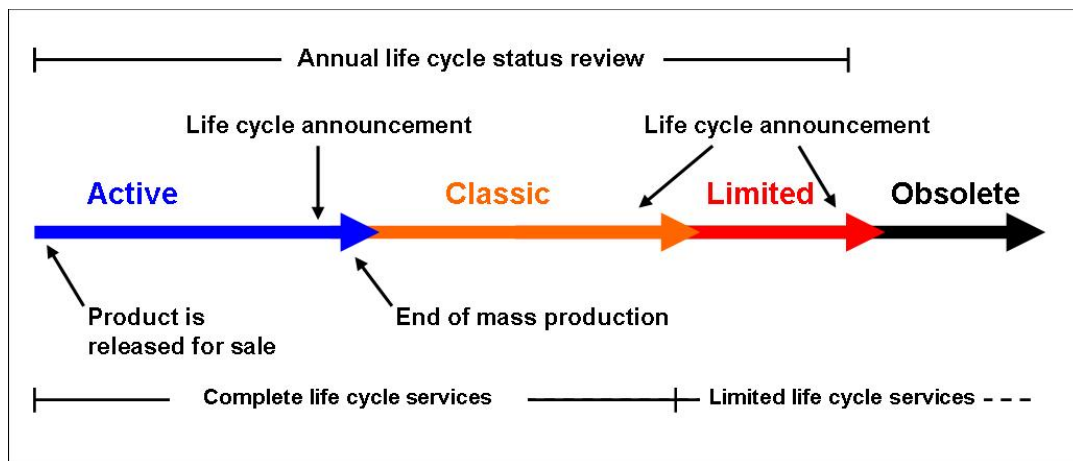 Annual life cycle status review
Life cycle announcement
Life cycle announcement
Active
Classic
Limited
Obsolete
Product is
released for sale
End of mass production
Complete life cycle services
Limited life cycle services